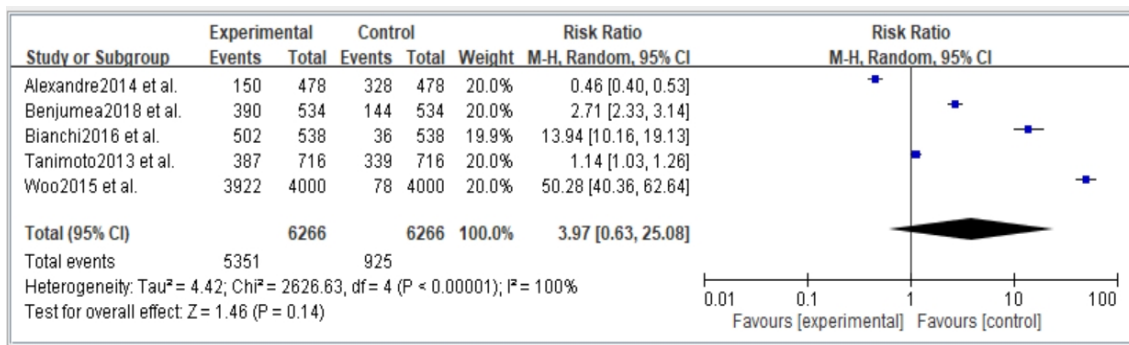 Experimental Control Risk Ratio Risk Ratio
Study or Subgroup Events Total Events Total Weight M-H, Random, 95% CI M-H, Random, 95% CI
Alexandre2014 et al. 150 478 328 478 20.0% 0.46 [0.40, 0.53]
Benjumea2018 et al. 390 534 144 534 20.0% 2.71 [2.33, 3.14]
Bianchi2016 et al. 502 538 36 538 19.9% 13.94 [10.16, 19.13]
Tanimoto2013 et al. 387 716 339 716 20.0% 1.14 [1.03, 1.26]
Woo2015 et al. 3922 4000 78 4000 20.0% 50.28 [40.36, 62.64]
Total (95% CI) 6266 6266 100.0% 3.97 [0.63, 25.08]
Total events 5351 925
Heterogeneity: Tau² = 4.42; Chi² = 2626.63, df = 4 (P < 0.00001); I² = 100%
Test for overall effect: Z = 1.46 (P = 0.14)
0.01 0.1 1 10 100
Favours [experimental] Favours [control]